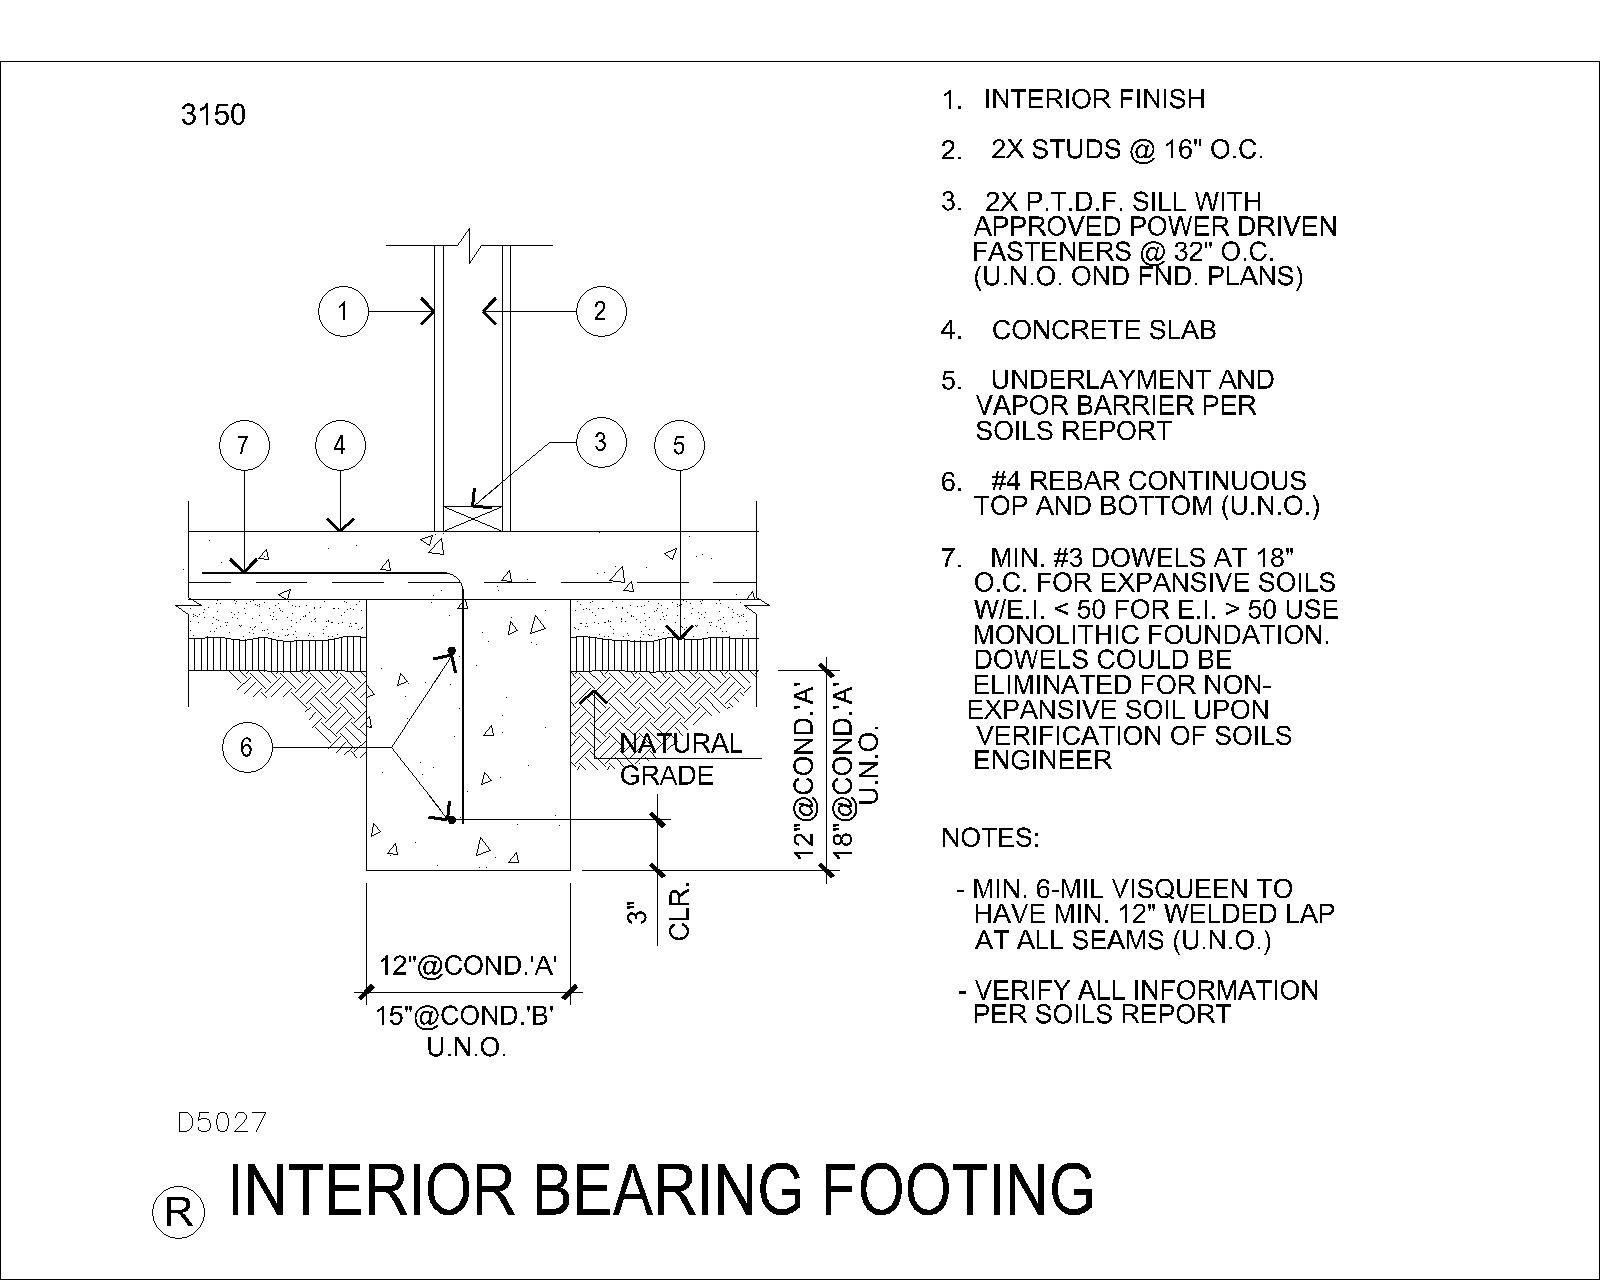 3150
1. INTERIOR FINISH
2. 2X STUDS @ 16" O.C.
3. 2X P.T.D.F. SILL WITH
APPROVED POWER DRIVEN
FASTENERS @ 32" O.C.
(U.N.O. OND FND. PLANS)
4. CONCRETE SLAB
5. UNDERLAYMENT AND
VAPOR BARRIER PER
SOILS REPORT
6. #4 REBAR CONTINUOUS
TOP AND BOTTOM (U.N.O.)
7. MIN. #3 DOWELS AT 18"
O.C. FOR EXPANSIVE SOILS
W/E.I. < 50 FOR E.I. > 50 USE
MONOLITHIC FOUNDATION.
DOWELS COULD BE
ELIMINATED FOR NON-
EXPANSIVE SOIL UPON
VERIFICATION OF SOILS
ENGINEER
NOTES:
- MIN. 6-MIL VISQUEEN TO
HAVE MIN. 12" WELDED LAP
AT ALL SEAMS (U.N.O.)
- VERIFY ALL INFORMATION
PER SOILS REPORT
1
2
7
4
3
5
6
NATURAL
GRADE
12"@COND.'A'
18"@COND.'A'
U.N.O.
3"
CLR.
12"@COND.'A'
15"@COND.'B'
U.N.O.
D5027
R INTERIOR BEARING FOOTING